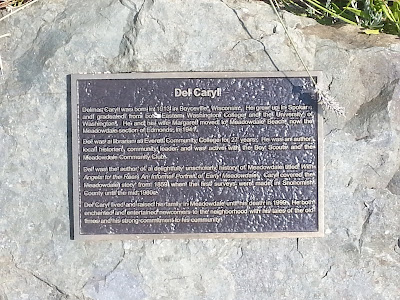 Del Caryl
Delmast Caryl was born in 1913 in Boyceville, Wisconsin. He grew up in Spokane
and graduated from both Eastern Washington College and the University of
Washington. He and his wife Margaret moved to Meadowdale Beach, now the
Meadowdale section of Edmonds, in 1947.
Del was a librarian at Everett Community College for 27 years. He was an author,
local historian, community leader and was active with the Boy Scouts and the
Meadowdale Community Club.
Del was the author of a delightfully unscholarly history of Meadowdale titled With
Angels to the Rear: An Informal Portrait of Early Meadowdale. Caryl covered the
Meadowdale story from 1859 when the first surveys were made in Snohomish
County until the mid,
Del Caryl lived and raised his family in Meadowdale until his death in 1999. He both
enchanted and entertained newcomers to the neighborhood with his tales of the old
times and his strong commitment to his community.